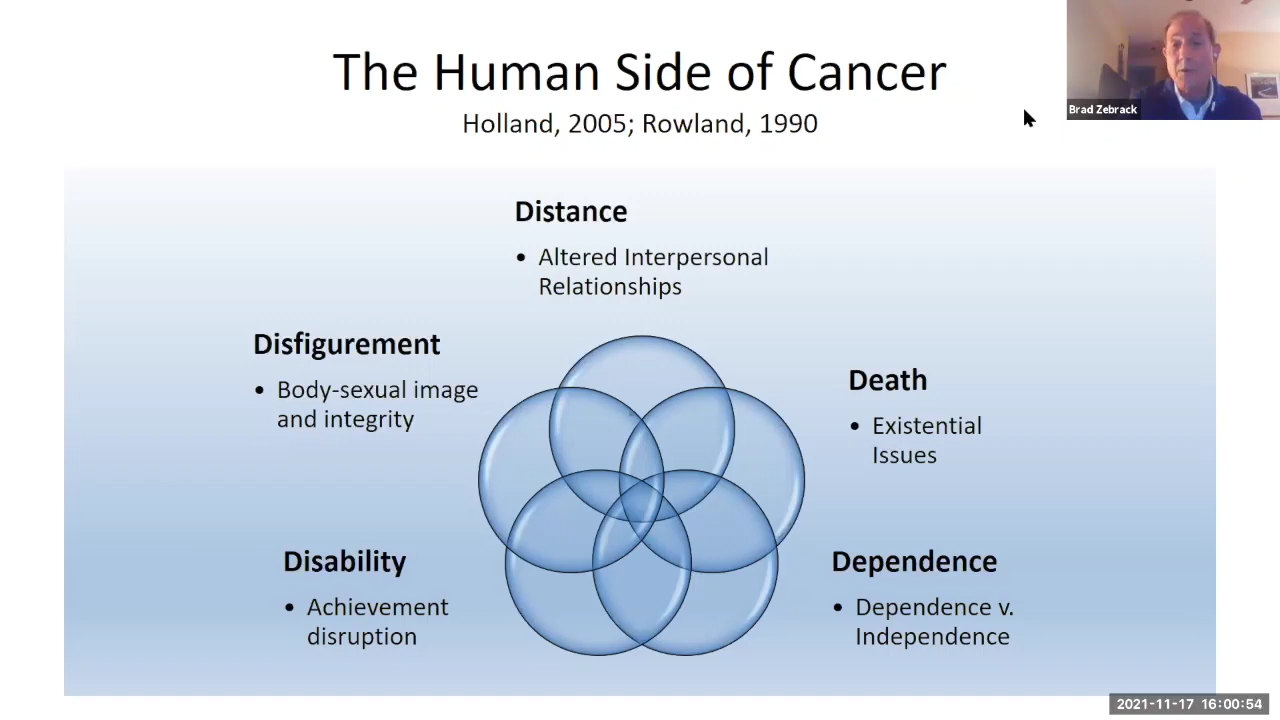 The Human Side of Cancer
Holland, 2005; Rowland, 1990
Brad Zebrack
Distance
• Altered Interpersonal
Relationships
Disfigurement
• Body-sexual image
and integrity
Death
• Existential
Issues
Disability
• Achievement
disruption
Dependence
• Dependence v.
Independence
2021-11-17 16:00:54